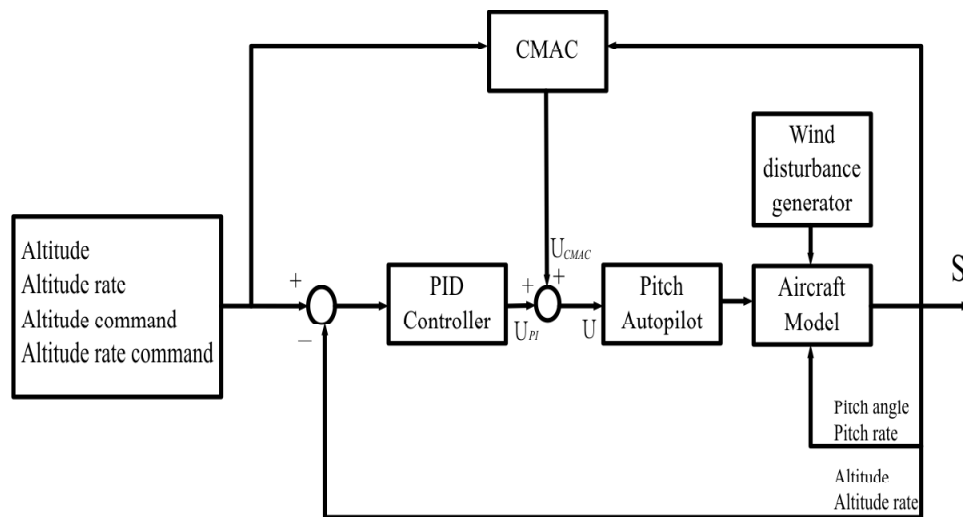 CMAC
Wind
disturbance
generator
Altitude
Altitude rate
Altitude command
Altitude rate command
+
−
PID
Controller
U_PI
+
U_CMAC
+
U
Pitch
Autopilot
Aircraft
Model
S
Pitch angle
Pitch rate
Altitude
Altitude rate